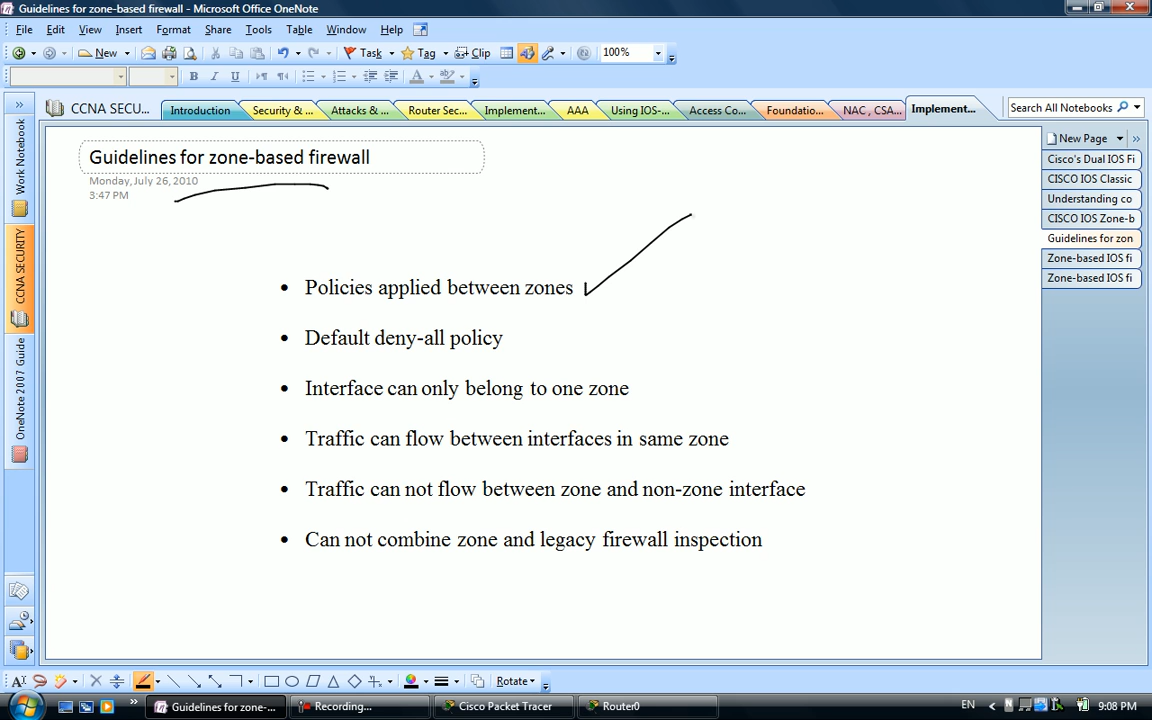 Guidelines for zone-based firewall - Microsoft Office OneNote
File Edit View Insert Format Share Tools Table Window Help
New Task Tag Clip 100%
B I U A ab
CCNA SECU... Introduction Security & ... Attacks & ... Router Sec... Implement... AAA Using IOS-... Access Co... Foundatio... NAC , CSA... Implement... Search All Notebooks
Work Notebook
CCNA SECURITY
OneNote 2007 Guide
Guidelines for zone-based firewall
Monday, July 26, 2010
3:47 PM
• Policies applied between zones
• Default deny-all policy
• Interface can only belong to one zone
• Traffic can flow between interfaces in same zone
• Traffic can not flow between zone and non-zone interface
• Can not combine zone and legacy firewall inspection
New Page
Cisco's Dual IOS Fi
CISCO IOS Classic
Understanding co
CISCO IOS Zone-b
Guidelines for zon
Zone-based IOS fi
Zone-based IOS fi
Rotate
Guidelines for zone-... Recording... Cisco Packet Tracer Router0 EN 9:08 PM